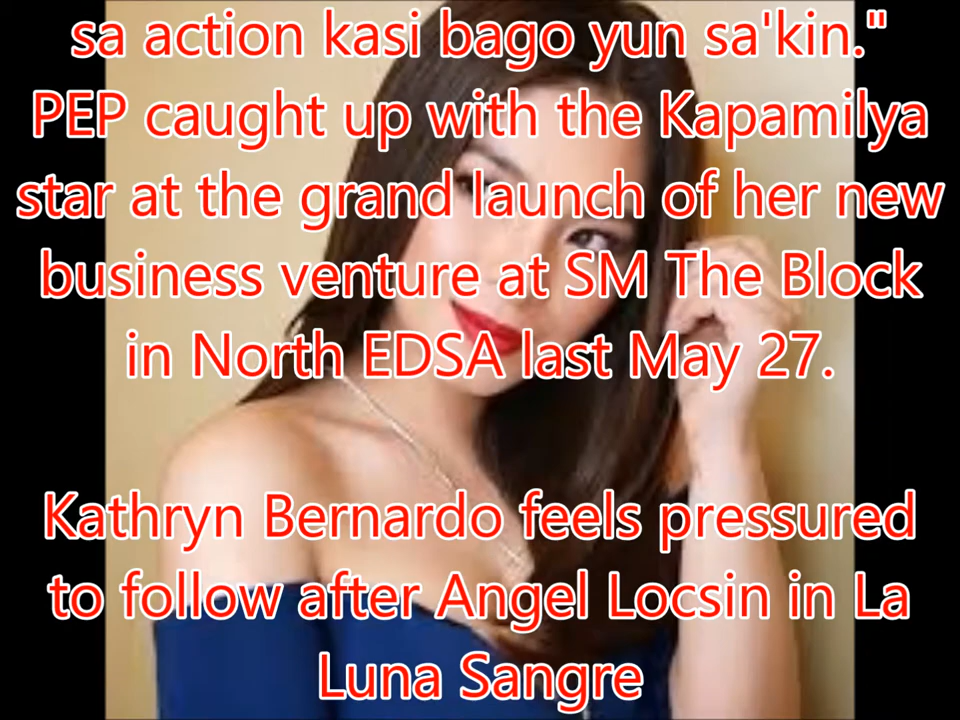 sa action kasi bago yun sa'kin."
PEP caught up with the Kapamilya
star at the grand launch of her new
business venture at SM The Block
in North EDSA last May 27.
Kathryn Bernardo feels pressured
to follow after Angel Locsin in La
Luna Sangre